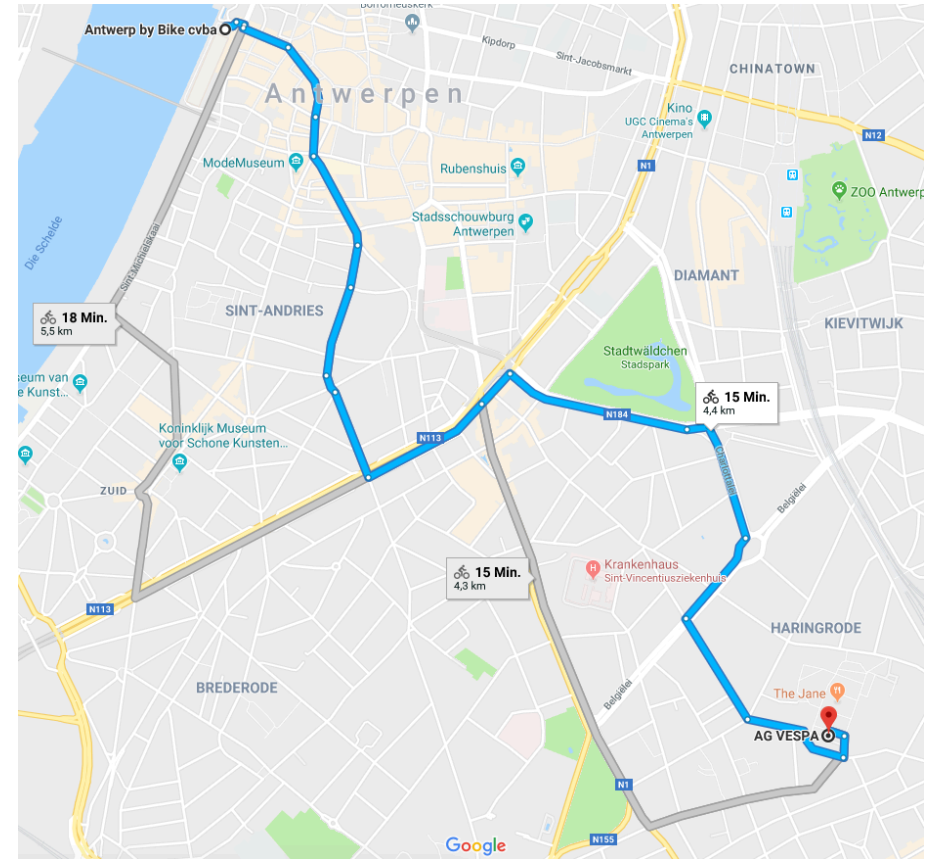 Borromeuskerk
Antwerp by Bike cvba
Kipdorp
Sint-Jacobsmarkt
CHINATOWN
Antwerpen
Kino
UGC Cinema's
Antwerpen
N12
N1
ModeMuseum
Rubenshuis
ZOO Antwerp
Stadsschouwburg
Antwerpen
Die Schelde
Sint-Michielskaai
DIAMANT
SINT-ANDRIES
18 Min.
5,5 km
KIEVITWIJK
Stadtwäldchen
Stadspark
seum van
e Kunst...
15 Min.
4,4 km
N184
Koninklijk Museum
voor Schone Kunsten...
N113
Charlottalei
ZUID
Belgiëlei
H
Krankenhaus
Sint-Vincentiusziekenhuis
15 Min.
4,3 km
N113
HARINGRODE
BREDERODE
Belgiëlei
The Jane
AG VESPA
N1
N155
Google